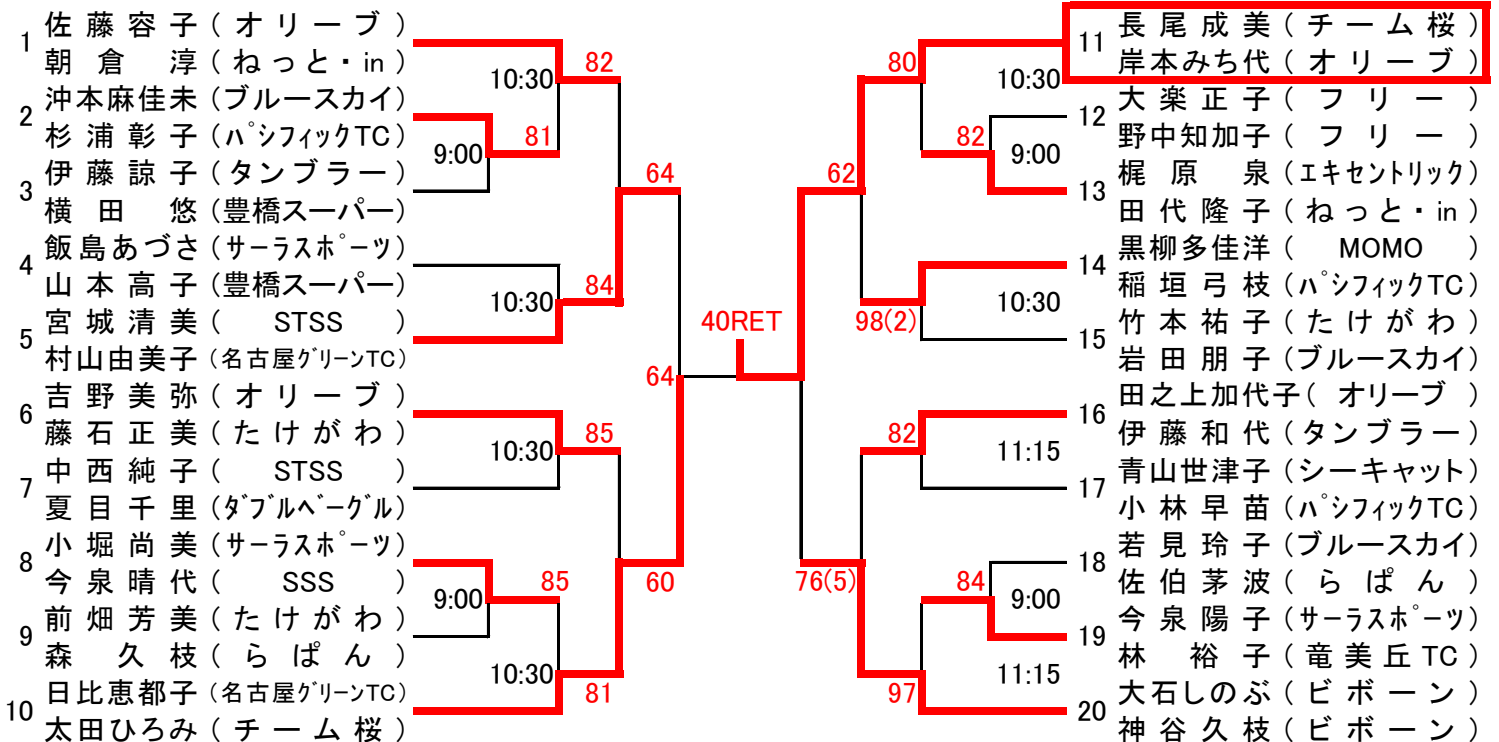 1 佐藤容子(オリーブ)
朝倉 淳(ねっと・in)
2 沖本麻佳未(ブルースカイ)
杉浦彰子(パシフィックTC)
3 伊藤諒子(タンブラー)
横田 悠(豊橋スーパー)
4 飯島あづさ(サーラスポーツ)
山本高子(豊橋スーパー)
5 宮城清美( STSS )
村山由美子(名古屋グリーンTC)
6 吉野美弥(オリーブ)
藤石正美(たけがわ)
7 中西純子( STSS )
夏目千里(ダブルベーグル)
8 小堀尚美(サーラスポーツ)
今泉晴代( SSS )
9 前畑芳美(たけがわ)
森 久枝(らぱん)
10 日比恵都子(名古屋グリーンTC)
太田ひろみ(チーム桜)
10:30
82
9:00
81
64
10:30
84
64
10:30
85
9:00
85
60
10:30
81
40RET
80
10:30
82
9:00
62
98(2)
10:30
82
11:15
76(5)
84
9:00
97
11:15
11 長尾成美(チーム桜)
岸本みち代(オリーブ)
12 大楽正子(フリー)
野中知加子(フリー)
13 梶原 泉(エキセントリック)
田代隆子(ねっと・in)
14 黒柳多佳洋( MOMO )
稲垣弓枝(パシフィックTC)
15 竹本祐子(たけがわ)
岩田朋子(ブルースカイ)
16 田之上加代子(オリーブ)
伊藤和代(タンブラー)
17 青山世津子(シーキャット)
小林早苗(パシフィックTC)
18 若見玲子(ブルースカイ)
佐伯茅波(らぱん)
19 今泉陽子(サーラスポーツ)
林 裕子(竜美丘TC)
20 大石しのぶ(ビボーン)
神谷久枝(ビボーン)